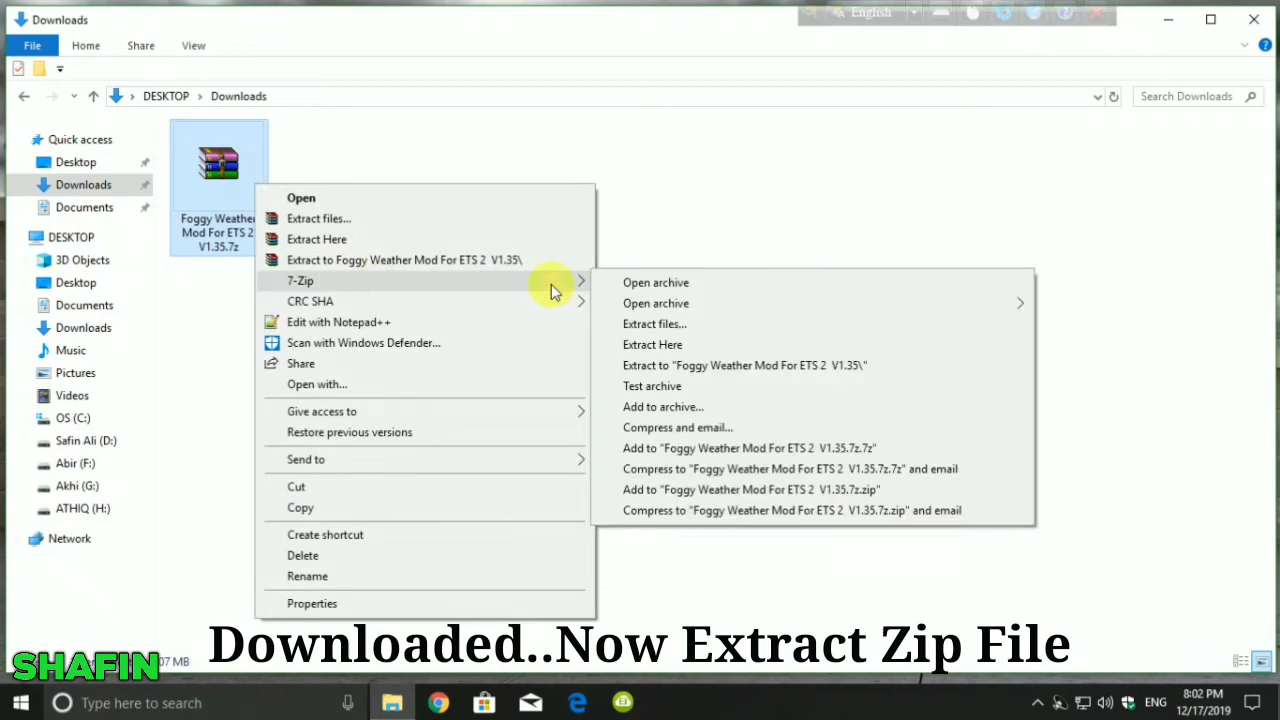 Downloads
English
File
Home
Share
View
DESKTOP
Downloads
Search Downloads
Quick access
Desktop
Downloads
Documents
DESKTOP
3D Objects
Desktop
Documents
Downloads
Music
Pictures
Videos
OS (C:)
Safin Ali (D:)
Abir (F:)
Akhi (G:)
ATHIQ (H:)
Network
Foggy Weather
Mod For ETS 2
V1.35.7z
Open
Extract files...
Extract Here
Extract to Foggy Weather Mod For ETS 2 V1.35\
7-Zip
CRC SHA
Edit with Notepad++
Scan with Windows Defender...
Share
Open with...
Give access to
Restore previous versions
Send to
Cut
Copy
Create shortcut
Delete
Rename
Properties
Open archive
Open archive
Extract files...
Extract Here
Extract to "Foggy Weather Mod For ETS 2 V1.35\"
Test archive
Add to archive...
Compress and email...
Add to "Foggy Weather Mod For ETS 2 V1.35.7z.7z"
Compress to "Foggy Weather Mod For ETS 2 V1.35.7z.7z" and email
Add to "Foggy Weather Mod For ETS 2 V1.35.7z.zip"
Compress to "Foggy Weather Mod For ETS 2 V1.35.7z.zip" and email
Downloaded..Now Extract Zip File
SHAFIN
MB
Type here to search
ENG
8:02 PM
12/17/2019